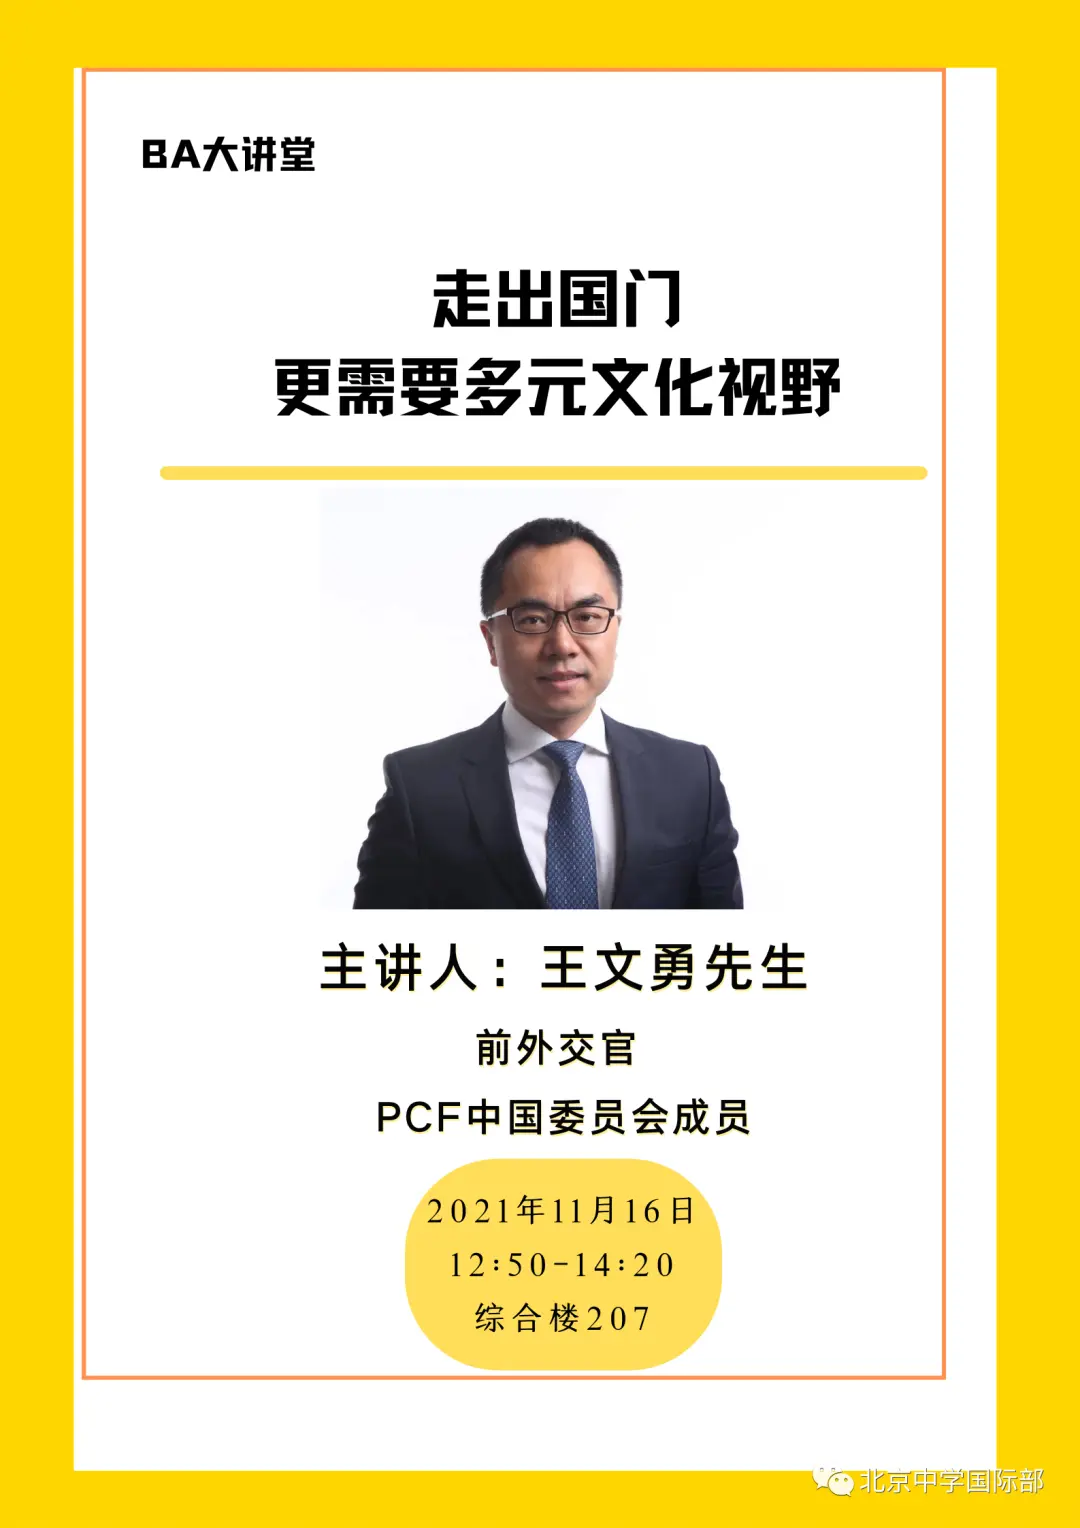 BA大讲堂
走出国门
更需要多元文化视野
主讲人：王文勇先生
前外交官
PCF中国委员会成员
2021年11月16日
12:50-14:20
综合楼207
北京中学国际部